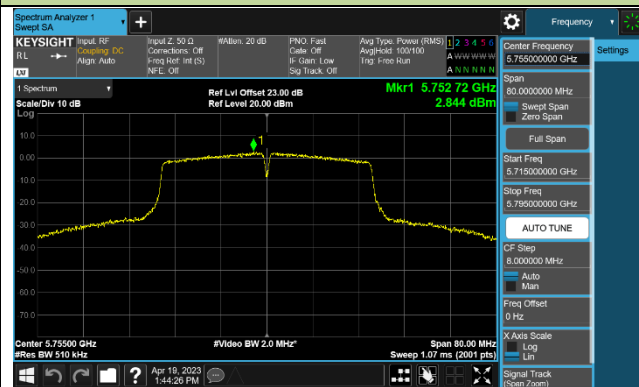 Spectrum Analyzer 1
Swept SA
Frequency
KEYSIGHT
RL
LXI
Input: RF
Coupling: DC
Align: Auto
Input Z: 50 Ω
Corrections: Off
Freq Ref: Int (S)
NFE: Off
#Atten: 20 dB
PNO: Fast
Gate: Off
IF Gain: Low
Sig Track: Off
Avg Type: Power (RMS)
Avg|Hold: 100/100
Trig: Free Run
1 2 3 4 5 6
A W W W W W
A N N N N N
1 Spectrum
Scale/Div 10 dB
Log
Ref Lvl Offset 23.00 dB
Ref Level 20.00 dBm
Mkr1 5.752 72 GHz
2.844 dBm
1
10.0
0.00
10.0
20.0
30.0
-40.0
-50.0
-60.0
70.0
Center 5.75500 GHz
#Res BW 510 kHz
#Video BW 2.0 MHz*
Span 80.00 MHz
Sweep 1.07 ms (2001 pts)
Apr 19, 2023
1:44:26 PM
Center Frequency
5.755000000 GHz
Settings
Span
80.0000000 MHz
Swept Span
Zero Span
Full Span
Start Freq
5.715000000 GHz
Stop Freq
5.795000000 GHz
AUTO TUNE
CF Step
8.000000 MHz
Auto
Man
Freq Offset
0 Hz
X Axis Scale
Log
Lin
Signal Track
(Span Zoom)